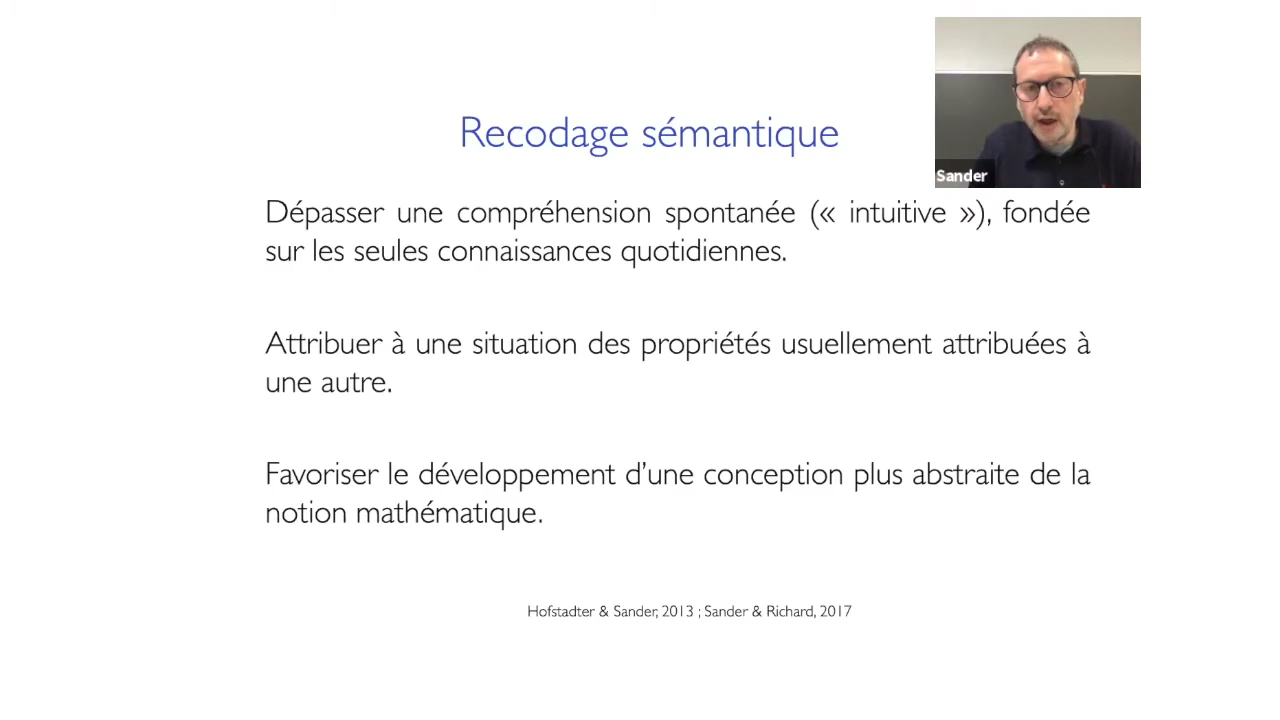 Recodage sémantique
Sander
Dépasser une compréhension spontanée (« intuitive »), fondée
sur les seules connaissances quotidiennes.
Attribuer à une situation des propriétés usuellement attribuées à
une autre.
Favoriser le développement d’une conception plus abstraite de la
notion mathématique.
Hofstadter & Sander, 2013 ; Sander & Richard, 2017